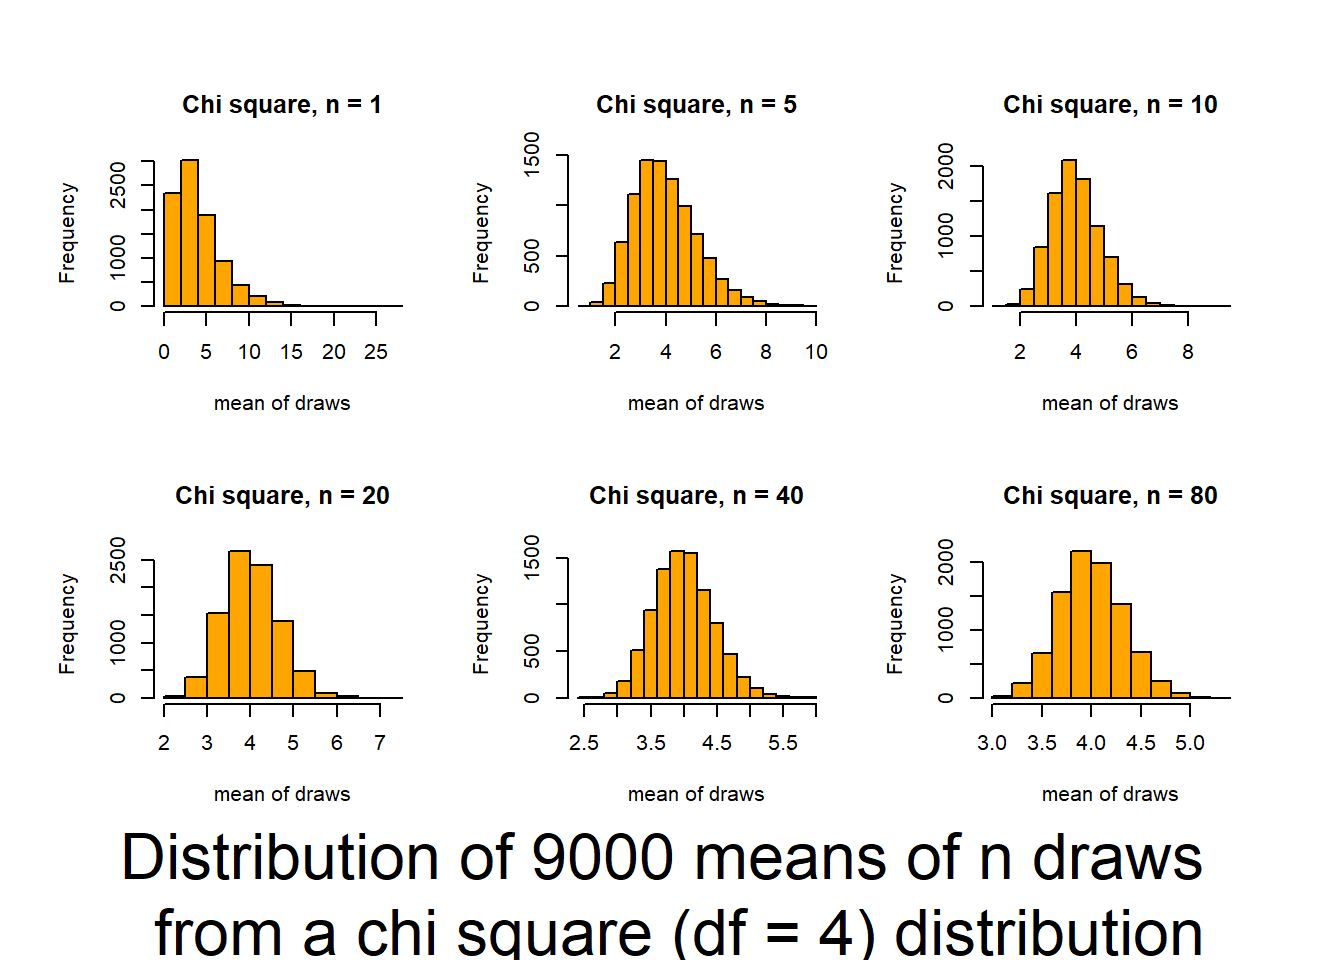 Chi square, n = 1
Frequency
0 1000 2500
0 5 10 15 20 25
mean of draws
Chi square, n = 5
Frequency
0 500 1500
2 4 6 8 10
mean of draws
Chi square, n = 10
Frequency
0 1000 2000
2 4 6 8
mean of draws
Chi square, n = 20
Frequency
0 1000 2500
2 3 4 5 6 7
mean of draws
Chi square, n = 40
Frequency
0 500 1500
2.5 3.5 4.5 5.5
mean of draws
Chi square, n = 80
Frequency
0 1000 2000
3.0 3.5 4.0 4.5 5.0
mean of draws
Distribution of 9000 means of n draws
from a chi square (df = 4) distribution